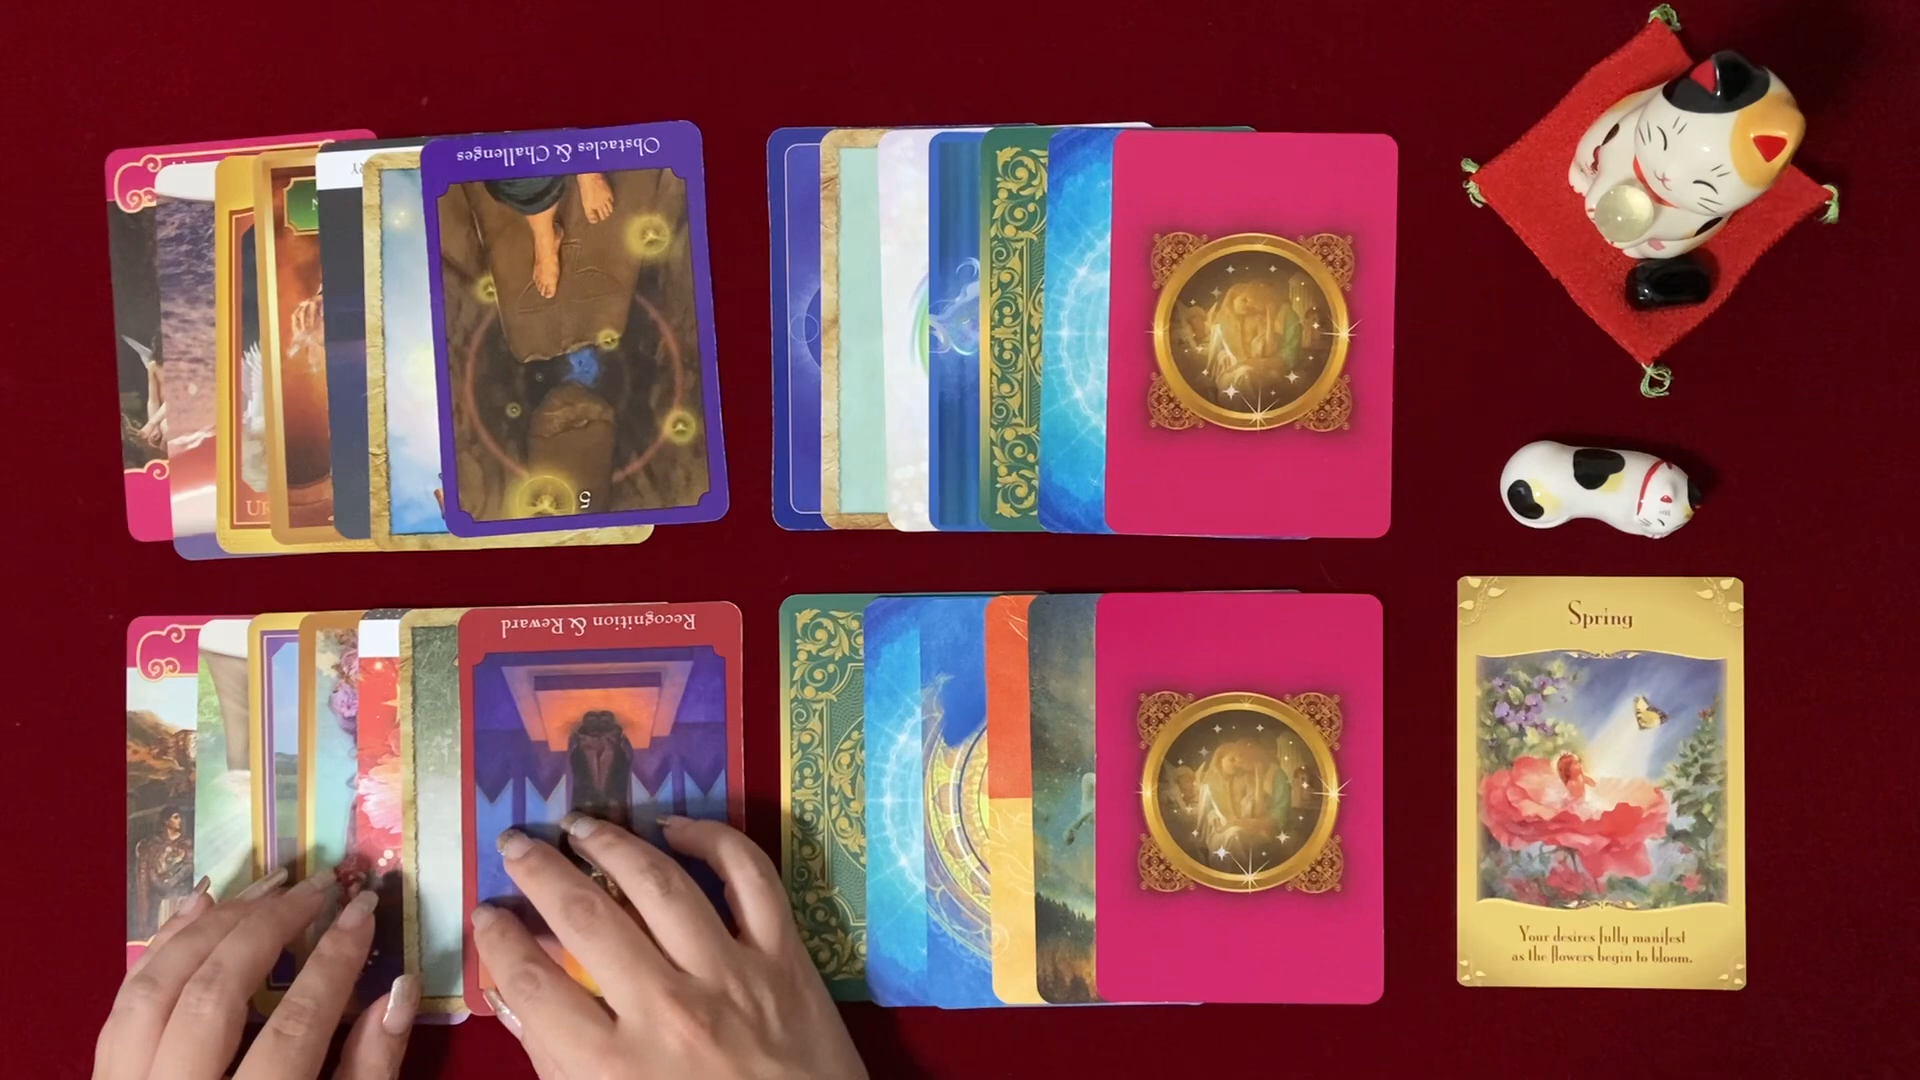 Obstacles & Challenges
5
Recognition & Reward
Spring
Your desires fully manifest
as the flowers begin to bloom.